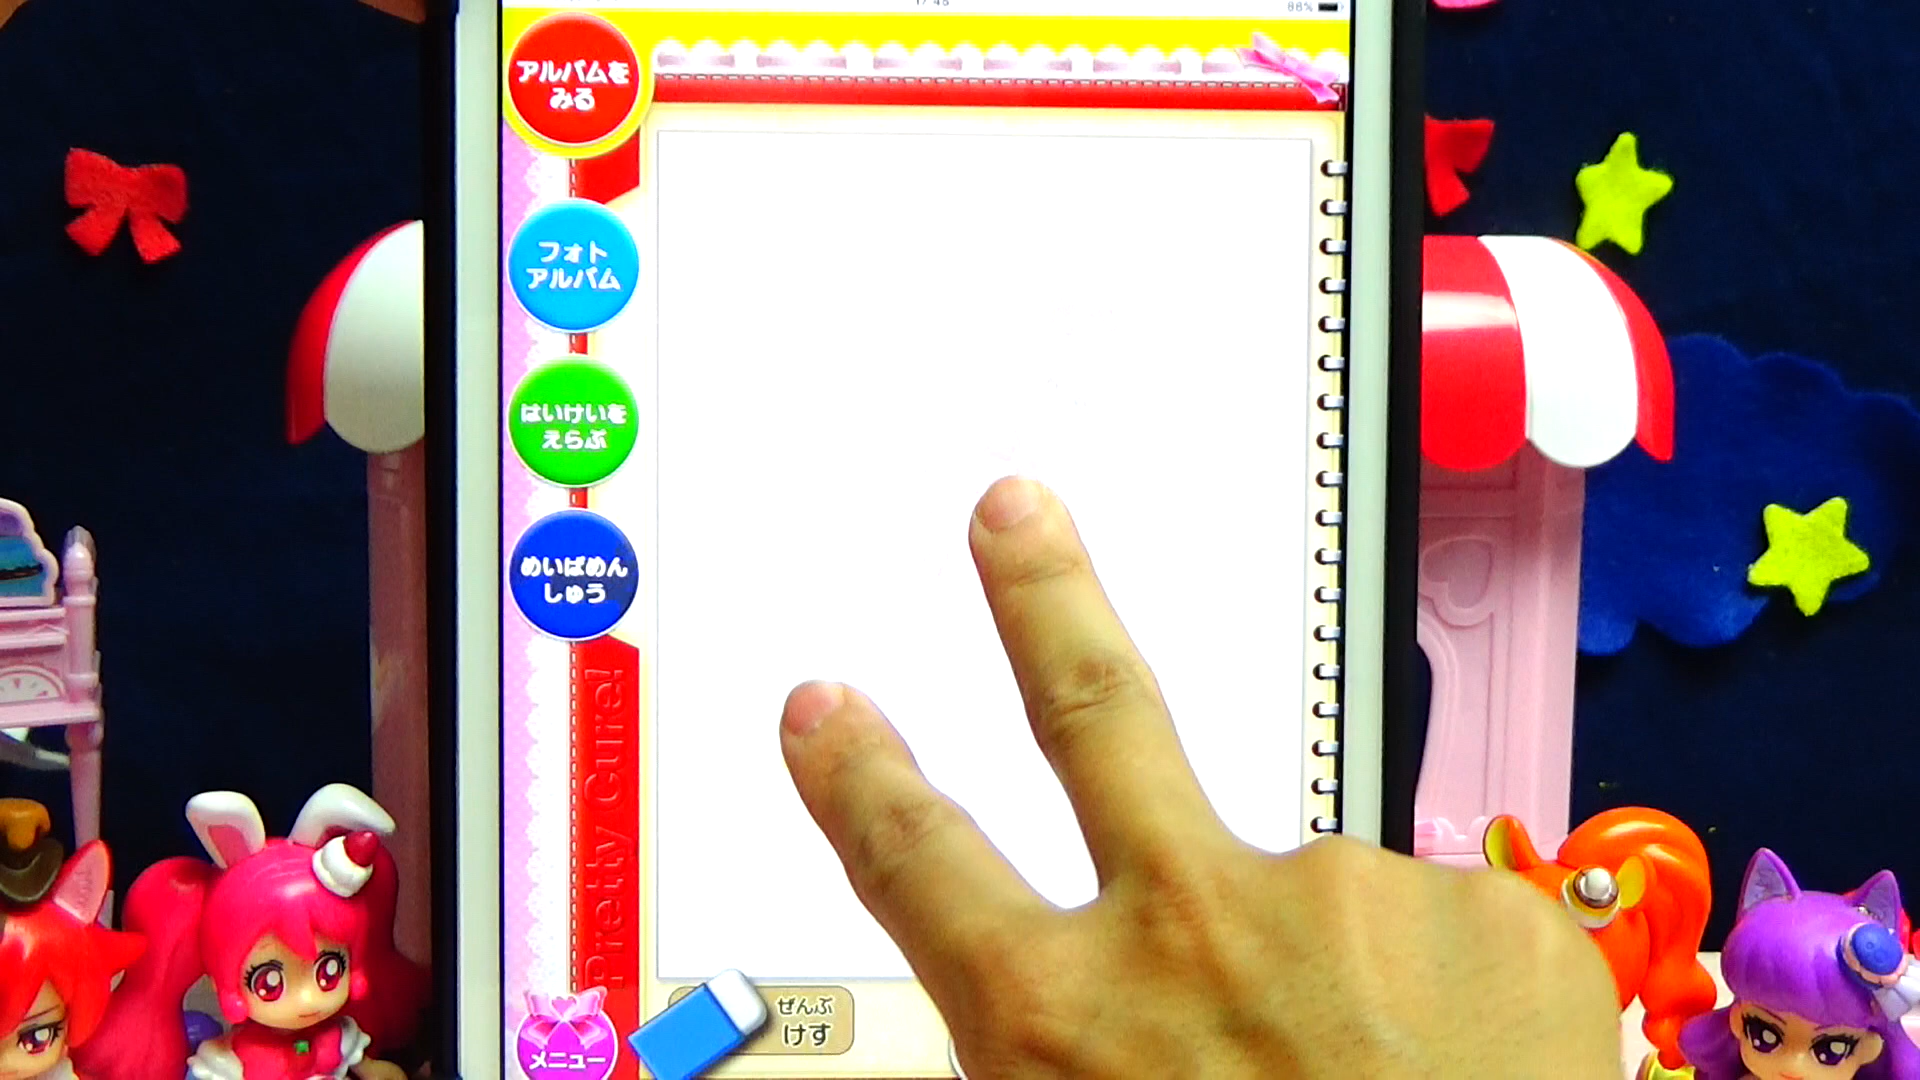 88%
アルバムを
みる
フォト
アルバム
はいけいを
えらぶ
めいばめん
しゅう
Pretty Cure!
ぜんぶ
けす
メニュー